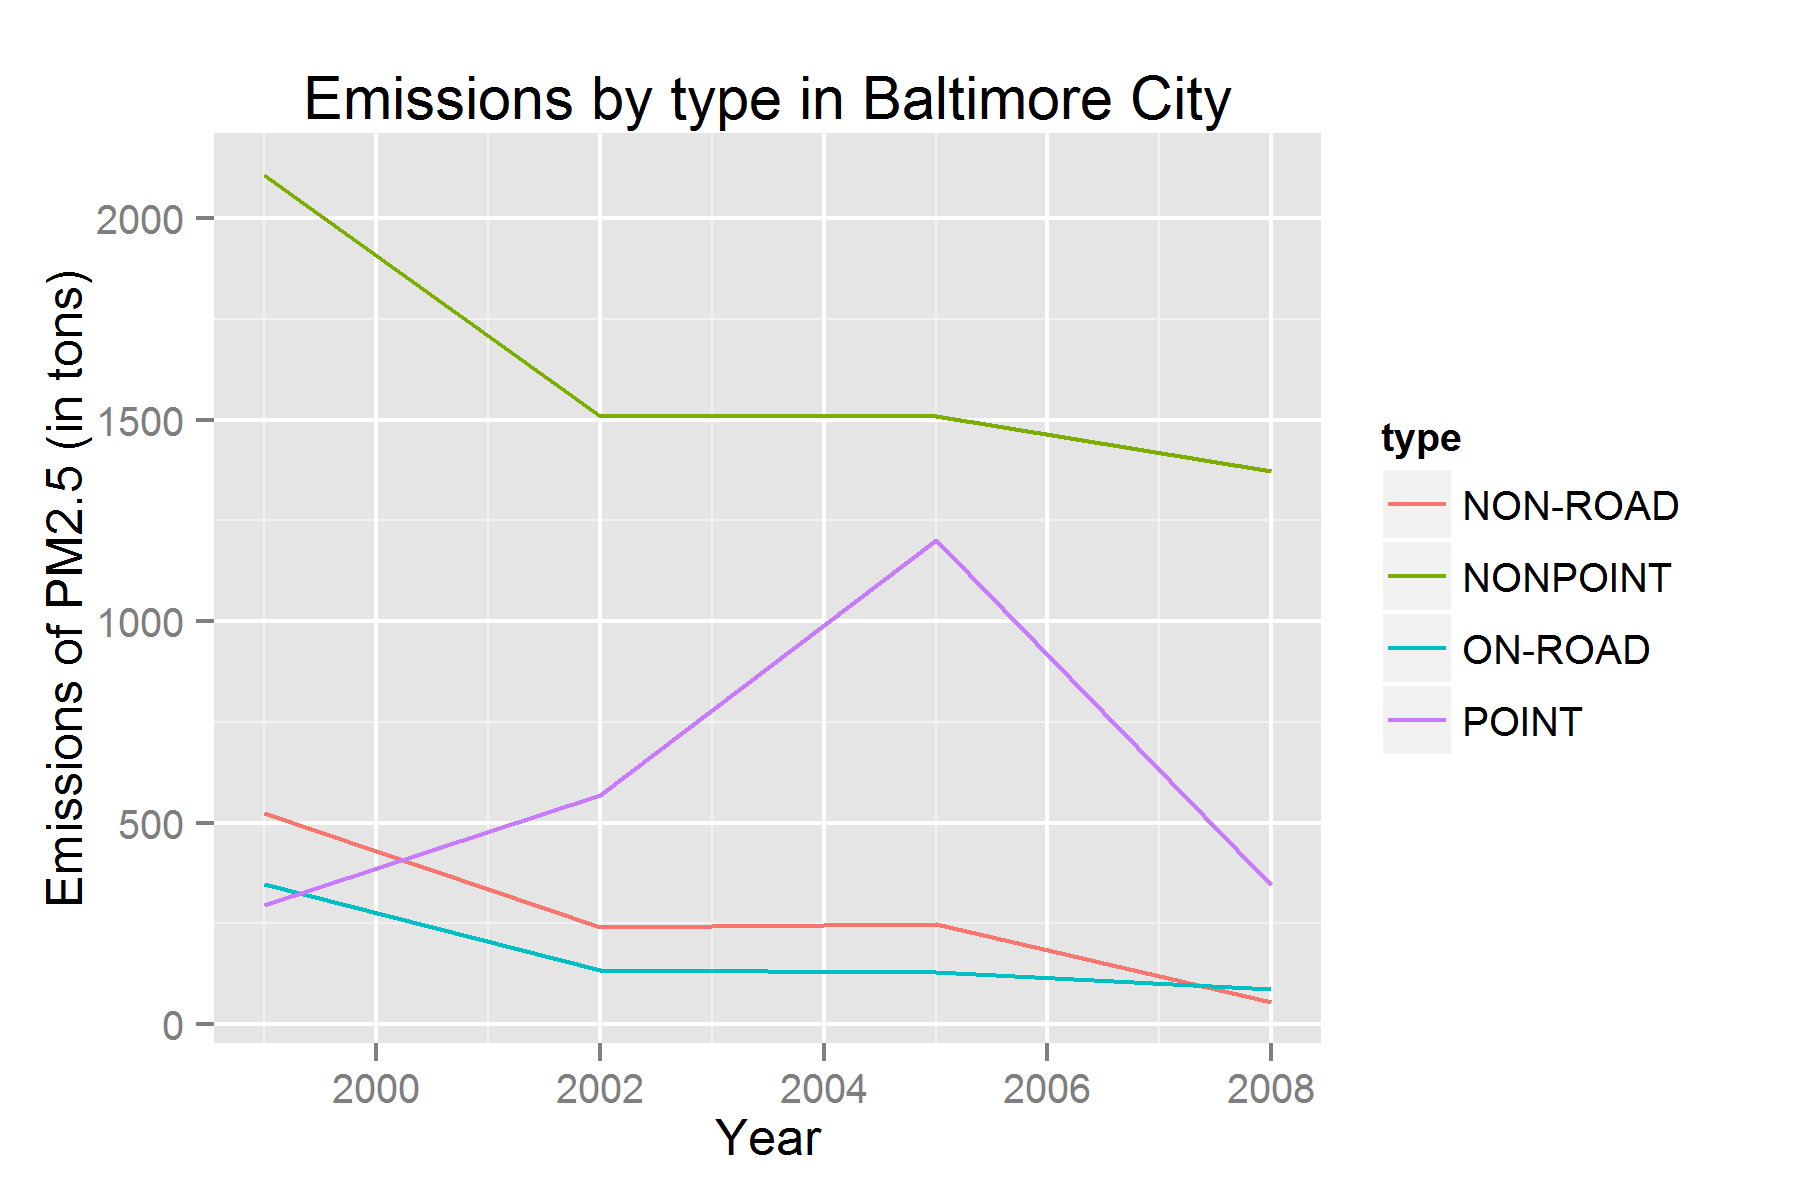 Emissions by type in Baltimore City
Emissions of PM2.5 (in tons)
2000
1500
1000
500
0
2000 2002 2004 2006 2008
Year
type
NON-ROAD
NONPOINT
ON-ROAD
POINT